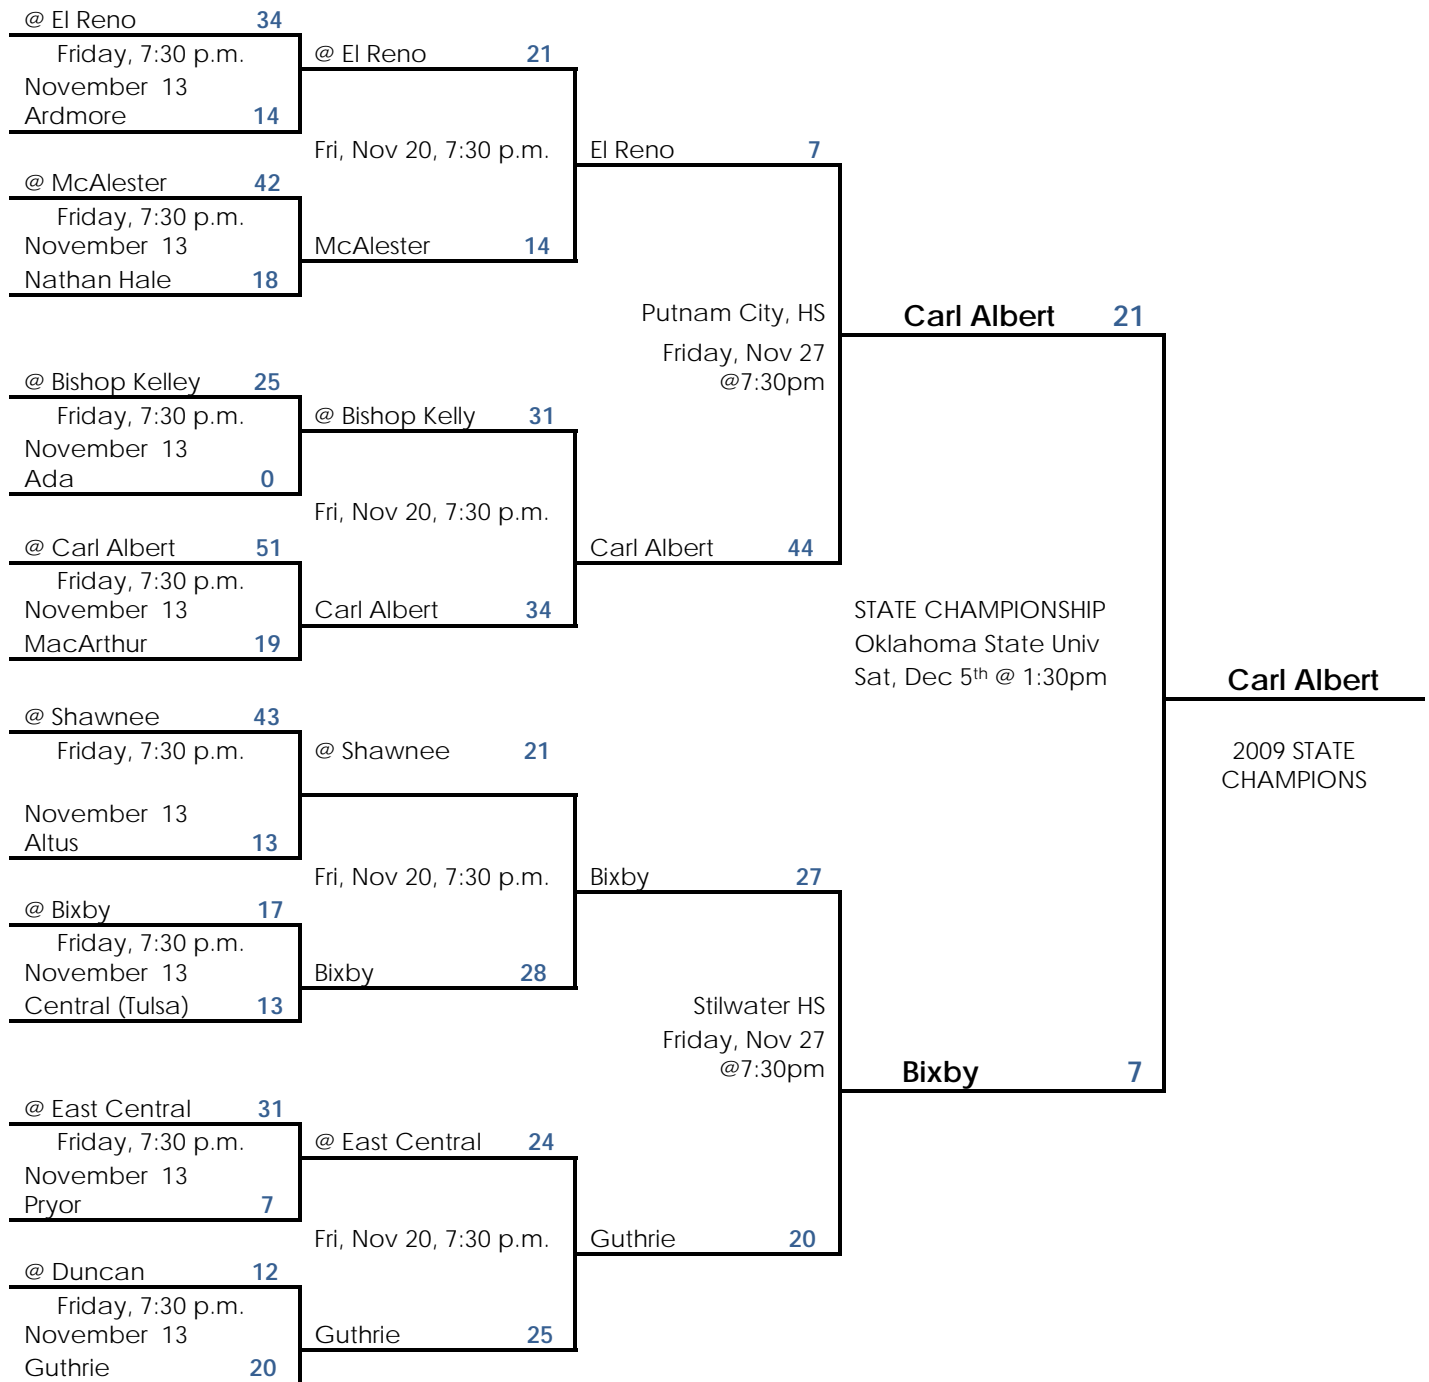 @ El Reno 34
Friday, 7:30 p.m.
November 13
Ardmore 14
@ McAlester 42
Friday, 7:30 p.m.
November 13
Nathan Hale 18
@ Bishop Kelley 25
Friday, 7:30 p.m.
November 13
Ada 0
@ Carl Albert 51
Friday, 7:30 p.m.
November 13
MacArthur 19
@ Shawnee 43
Friday, 7:30 p.m.
November 13
Altus 13
@ Bixby 17
Friday, 7:30 p.m.
November 13
Central (Tulsa) 13
@ East Central 31
Friday, 7:30 p.m.
November 13
Pryor 7
@ Duncan 12
Friday, 7:30 p.m.
November 13
Guthrie 20
@ El Reno 21
Fri, Nov 20, 7:30 p.m.
McAlester 14
@ Bishop Kelly 31
Fri, Nov 20, 7:30 p.m.
Carl Albert 34
@ Shawnee 21
Fri, Nov 20, 7:30 p.m.
Bixby 28
@ East Central 24
Fri, Nov 20, 7:30 p.m.
Guthrie 25
El Reno 7
Putnam City, HS
Friday, Nov 27
@7:30pm
Carl Albert 44
Bixby 27
Stilwater HS
Friday, Nov 27
@7:30pm
Guthrie 20
Carl Albert 21
STATE CHAMPIONSHIP
Oklahoma State Univ
Sat, Dec 5th @ 1:30pm
Bixby 7
Carl Albert
2009 STATE
CHAMPIONS